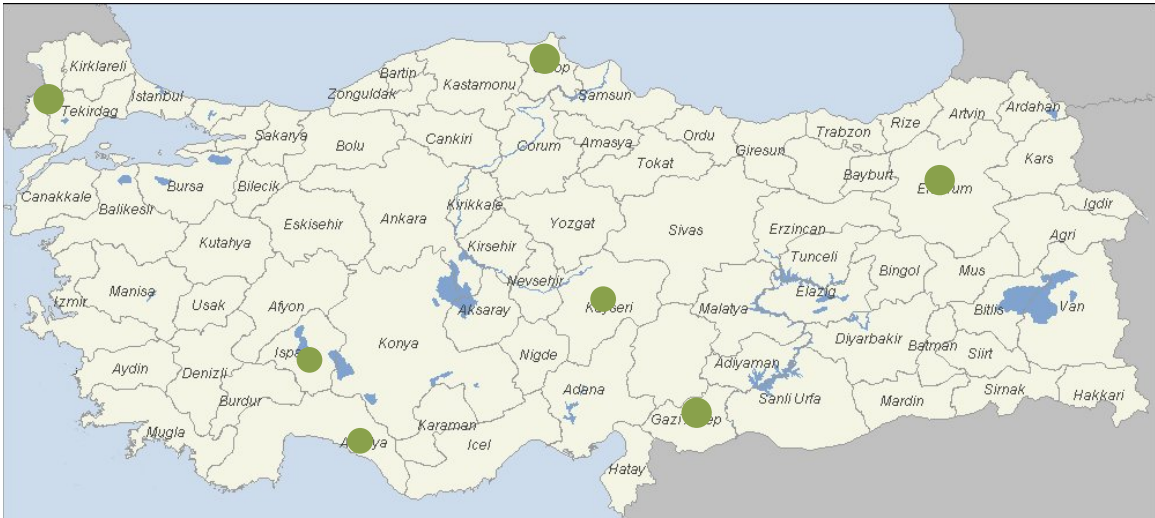 Kirklareli
Tekirdag
Istanbul
Bartin
Zonguldak
Kastamonu
Samsun
Sakarya
Bolu
Cankiri
Corum
Amasya
Ordu
Giresun
Trabzon
Rize
Artvin
Ardahan
Kars
Bayburt
Tokat
Igdir
Canakkale
Balikesir
Bursa
Bilecik
Eskisehir
Ankara
Kirikkale
Yozgat
Sivas
Erzincan
Agri
Kutahya
Kirsehir
Tunceli
Bingol
Mus
Nevsehir
Elazig
Manisa
Izmir
Usak
Afyon
Aksaray
Malatya
Bitlis
Van
Konya
Diyarbakir
Batman
Siirt
Nigde
Adiyaman
Aydin
Denizli
Burdur
Adana
Sanli Urfa
Mardin
Sirnak
Hakkari
Mugla
Karaman
Icel
Hatay